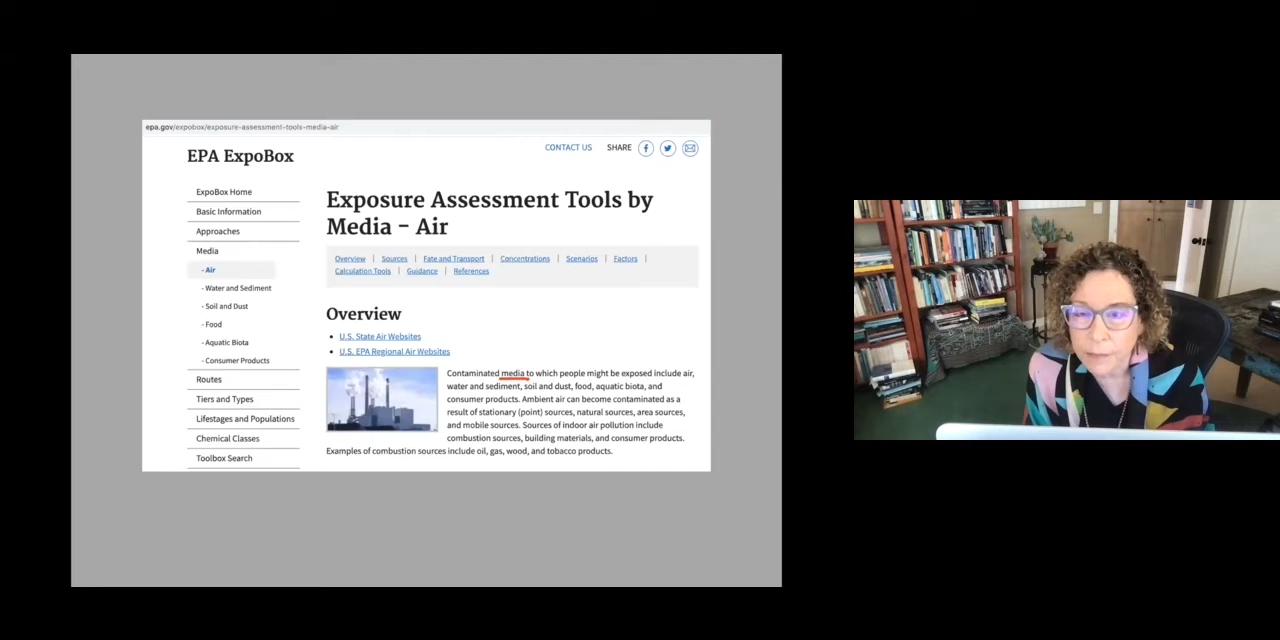 epa.gov/expobox/exposure-assessment-tools-media-air
CONTACT US SHARE
EPA ExpoBox
ExpoBox Home
Basic Information
Approaches
Media
- Air
- Water and Sediment
- Soil and Dust
- Food
- Aquatic Biota
- Consumer Products
Routes
Tiers and Types
Lifestages and Populations
Chemical Classes
Toolbox Search
Exposure Assessment Tools by
Media – Air
Overview | Sources | Fate and Transport | Concentrations | Scenarios | Factors |
Calculation Tools | Guidance | References
Overview
• U.S. State Air Websites
• U.S. EPA Regional Air Websites
Contaminated media to which people might be exposed include air,
water and sediment, soil and dust, food, aquatic biota, and
consumer products. Ambient air can become contaminated as a
result of stationary (point) sources, natural sources, area sources,
and mobile sources. Sources of indoor air pollution include
combustion sources, building materials, and consumer products.
Examples of combustion sources include oil, gas, wood, and tobacco products.